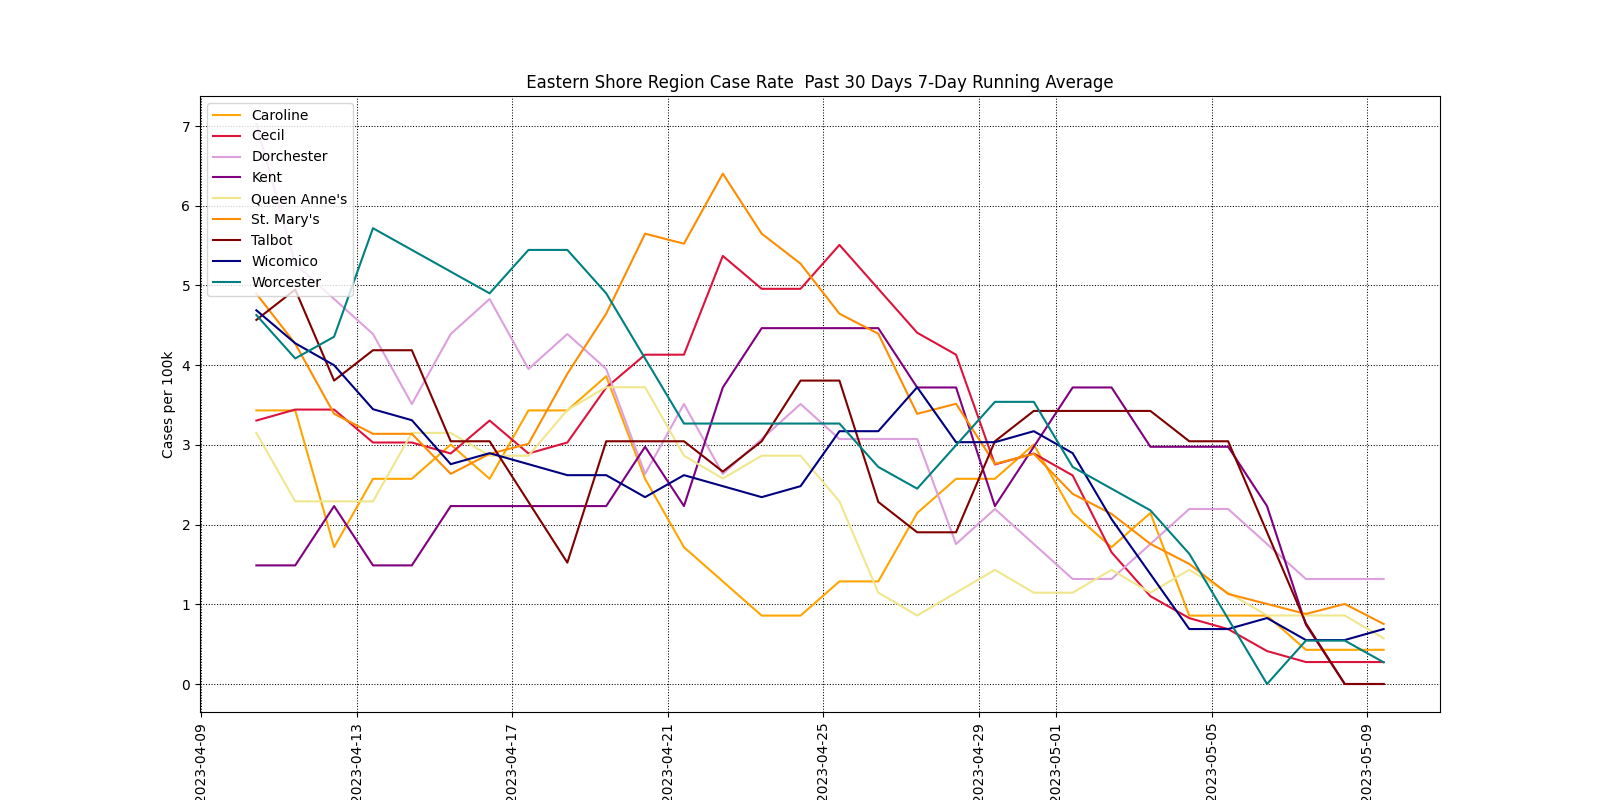 Eastern Shore Region Case Rate  Past 30 Days 7-Day Running Average
Caroline
Cecil
Dorchester
Kent
Queen Anne's
St. Mary's
Talbot
Wicomico
Worcester
Cases per 100k
7
6
5
4
3
2
1
0
2023-04-09
2023-04-13
2023-04-17
2023-04-21
2023-04-25
2023-04-29
2023-05-01
2023-05-05
2023-05-09